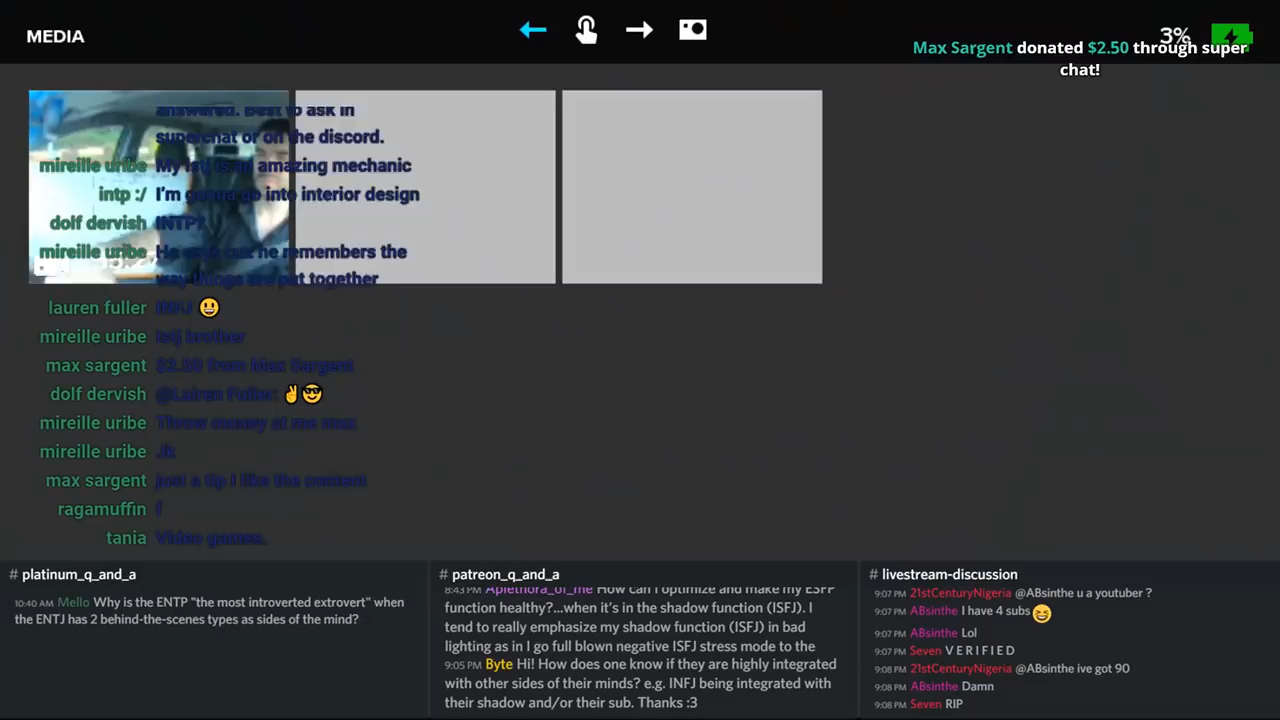 MEDIA
3%
Max Sargent donated $2.50 through super
chat!
answered. Best to ask in
superchat or on the discord.
mireille uribe My Istj is an amazing mechanic
intp :/ I'm gonna go into interior design
dolf dervish INTP?
mireille uribe He says cuz he remembers the
way things are put together
lauren fuller INFJ 😃
mireille uribe Istj brother
max sargent $2.50 from Max Sargent
dolf dervish @Lairen Fuller: ✌😎
mireille uribe Threw money at me max
mireille uribe Jk
max sargent just a tip I like the content
ragamuffin f
tania Video games.
# platinum_q_and_a
10:40 AM Mello Why is the ENTP "the most introverted extrovert" when
the ENTJ has 2 behind-the-scenes types as sides of the mind?
# patreon_q_and_a
8:43 PM Aplethora_of_me How can I optimize and make my ESFP
function healthy?...when it's in the shadow function (ISFJ). I
tend to really emphasize my shadow function (ISFJ) in bad
lighting as in I go full blown negative ISFJ stress mode to the
9:05 PM Byte Hi! How does one know if they are highly integrated
with other sides of their minds? e.g. INFJ being integrated with
their shadow and/or their sub. Thanks :3
# livestream-discussion
9:07 PM 21stCenturyNigeria @ABsinthe u a youtuber ?
9:07 PM ABsinthe I have 4 subs 😆
9:07 PM ABsinthe Lol
9:07 PM Seven V E R I F I E D
9:08 PM 21stCenturyNigeria @ABsinthe ive got 90
9:08 PM ABsinthe Damn
9:08 PM Seven RIP